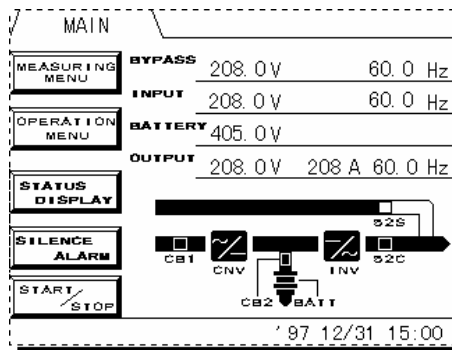 MAIN
MEASURING MENU
OPERATION MENU
STATUS DISPLAY
SILENCE ALARM
START/STOP
BYPASS 208.0V 60.0 Hz
INPUT 208.0V 60.0 Hz
BATTERY 405.0V
OUTPUT 208.0V 208 A 60.0 Hz
52S
CB1 CNV INV 52C
CB2 BATT
'97 12/31 15:00